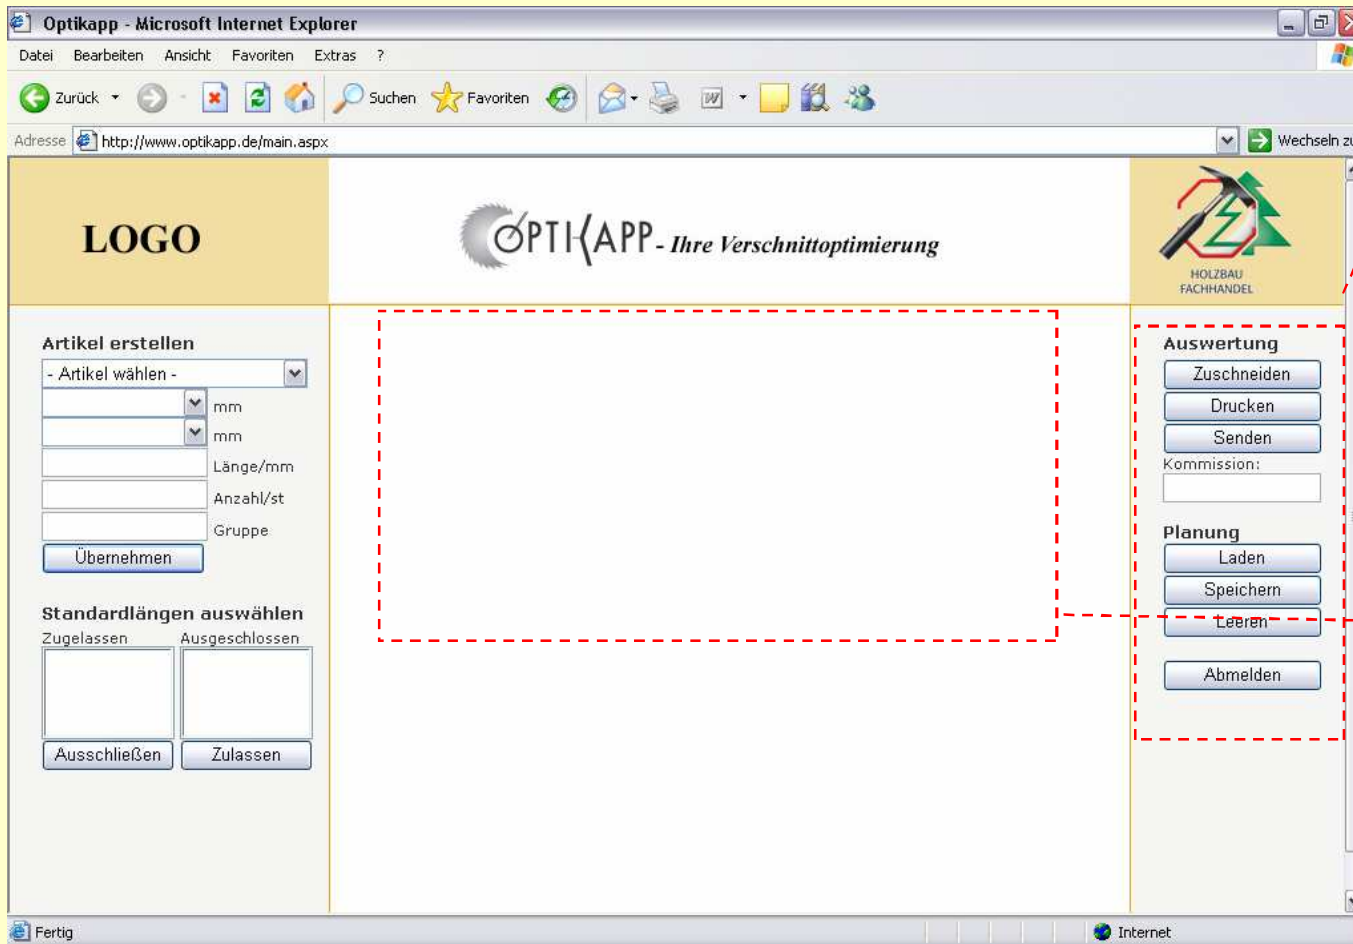 Optikapp - Microsoft Internet Explorer
Datei Bearbeiten Ansicht Favoriten Extras ?
Zurück Suchen Favoriten
Adresse http://www.optikapp.de/main.aspx Wechseln zu
LOGO
OPTIKAPP - Ihre Verschnittoptimierung
HOLZBAU
FACHHANDEL
Artikel erstellen
- Artikel wählen -
mm
mm
Länge/mm
Anzahl/st
Gruppe
Übernehmen
Standardlängen auswählen
Zugelassen Ausgeschlossen
Ausschließen Zulassen
Auswertung
Zuschneiden
Drucken
Senden
Kommission:
Planung
Laden
Speichern
Leeren
Abmelden
Fertig Internet